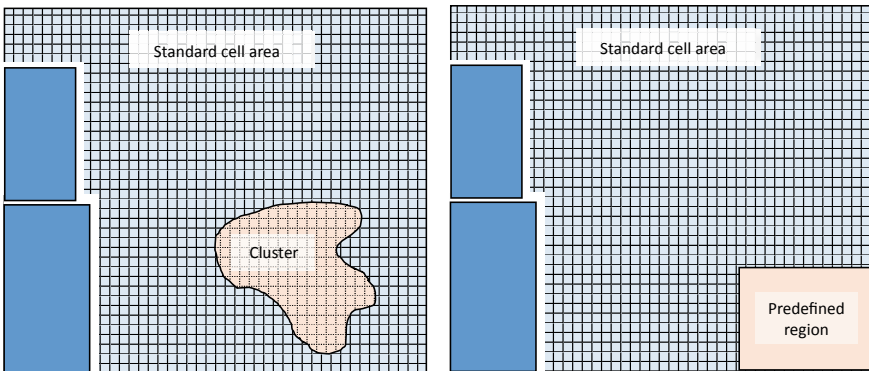 Standard cell area
Cluster
Standard cell area
Predefined
region